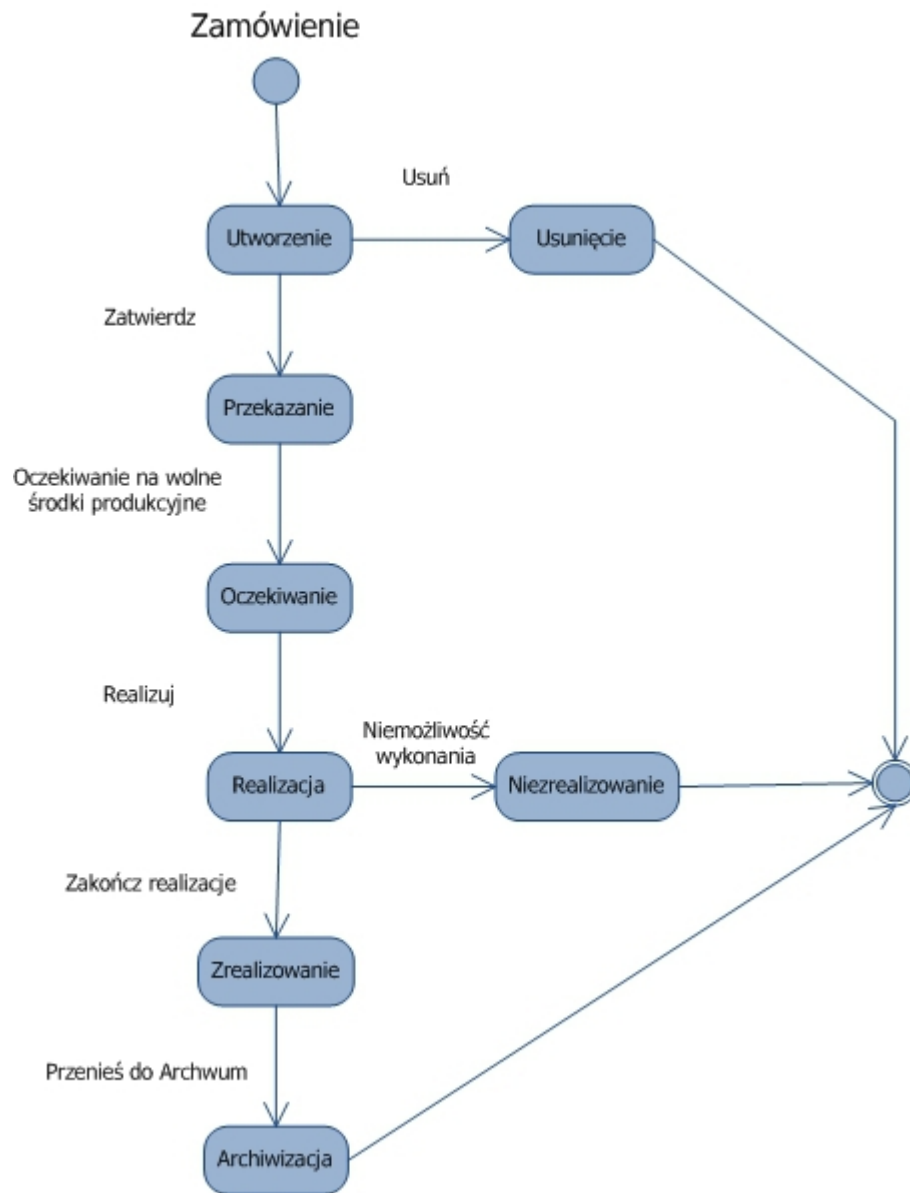 Zamówienie
Usuń
Utworzenie
Usunięcie
Zatwierdz
Przekazanie
Oczekiwanie na wolne
środki produkcyjne
Oczekiwanie
Realizuj
Niemożliwość
wykonania
Realizacja
Niezrealizowanie
Zakończ realizacje
Zrealizowanie
Przenieś do Archwum
Archiwizacja